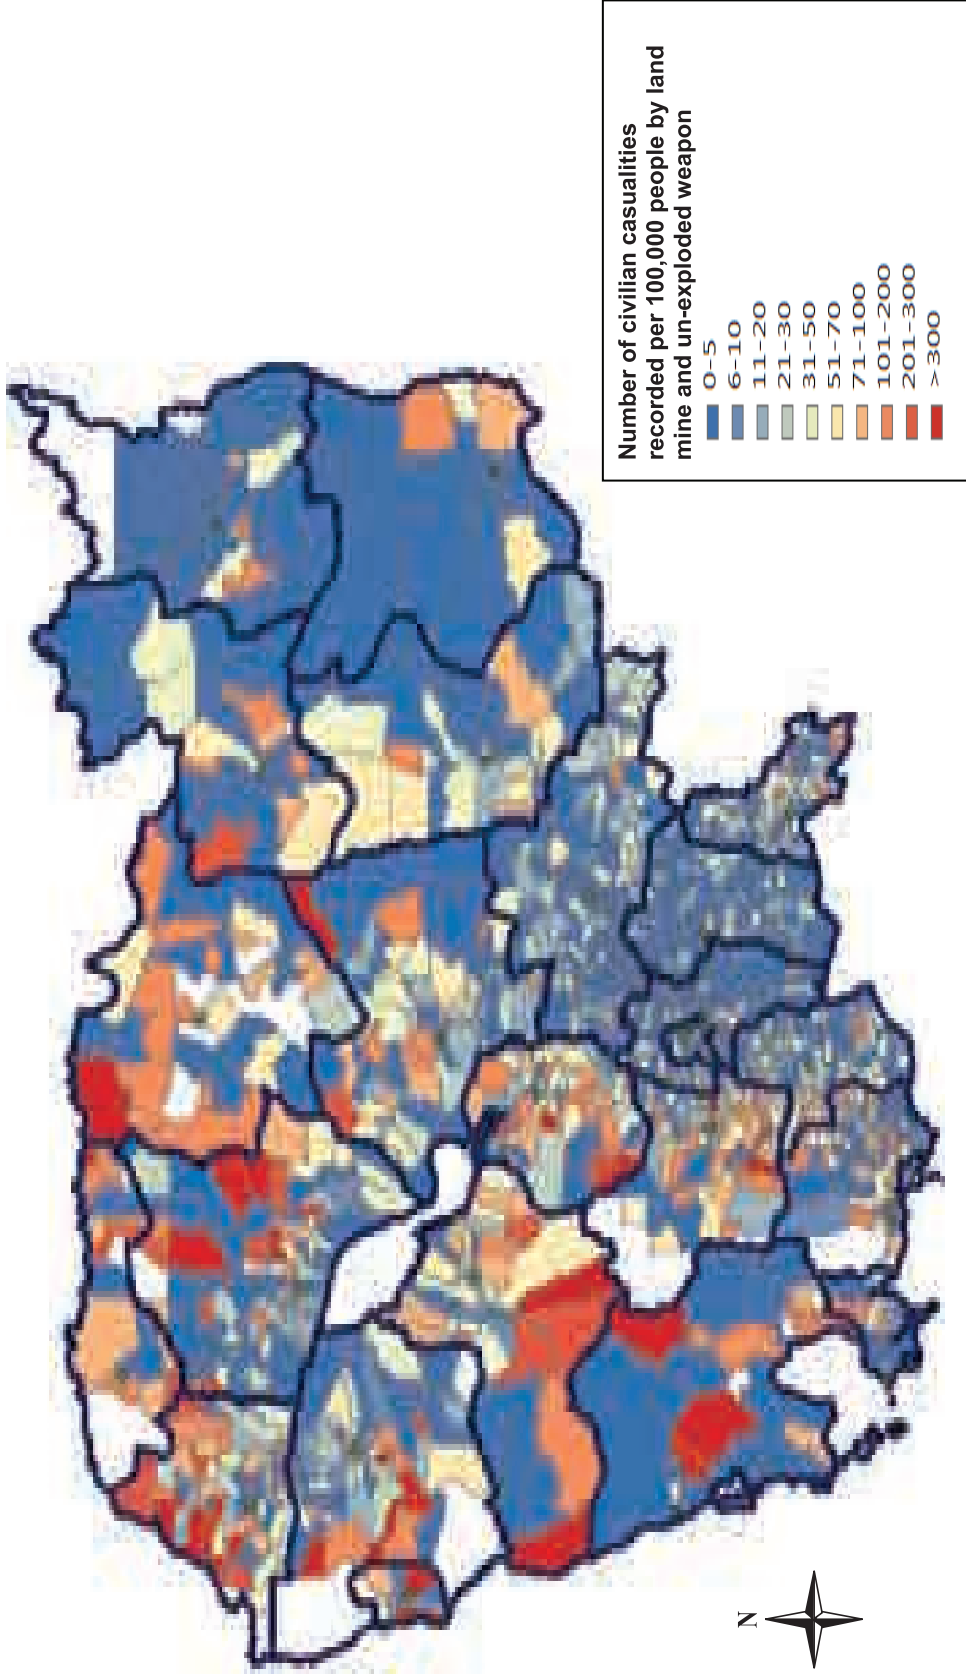 Number of civilian casualities
recorded per 100,000 people by land
mine and un-exploded weapon
0-5
6-10
11-20
21-30
31-50
51-70
71-100
101-200
201-300
>300
N